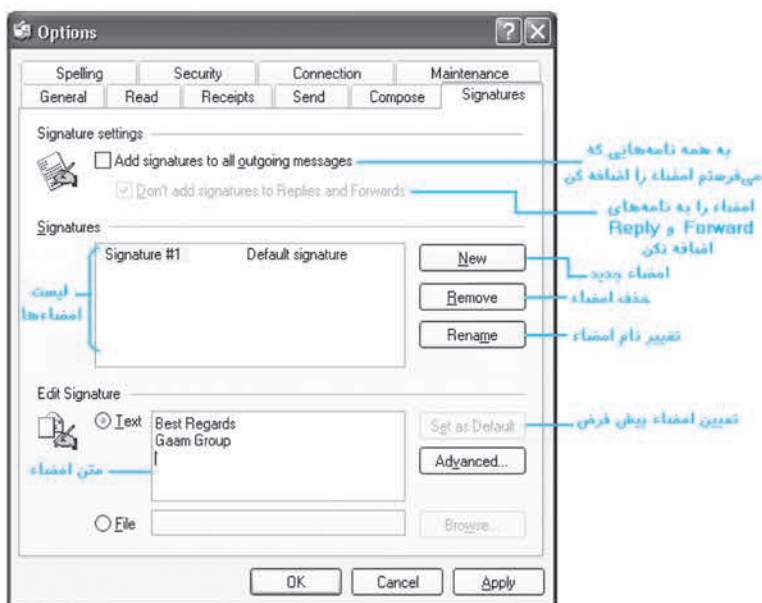 Options
Spelling Security Connection Maintenance
General Read Receipts Send Compose Signatures
Signature settings
Add signatures to all outgoing messages
به همه نامه‌هایی که
می‌فرستم امضاء را اضافه کن
Don't add signatures to Replies and Forwards
امضاء را به نامه‌های
Forward و Reply
اضافه نکن
Signatures
Signature #1 Default signature
لیست
امضاءها
New
امضاء جدید
Remove
حذف امضاء
Rename
تغییر نام امضاء
Edit Signature
Text
Best Regards
Gaam Group
متن امضاء
Set as Default
تعیین امضاء پیش فرض
Advanced...
File
Browse...
OK Cancel Apply